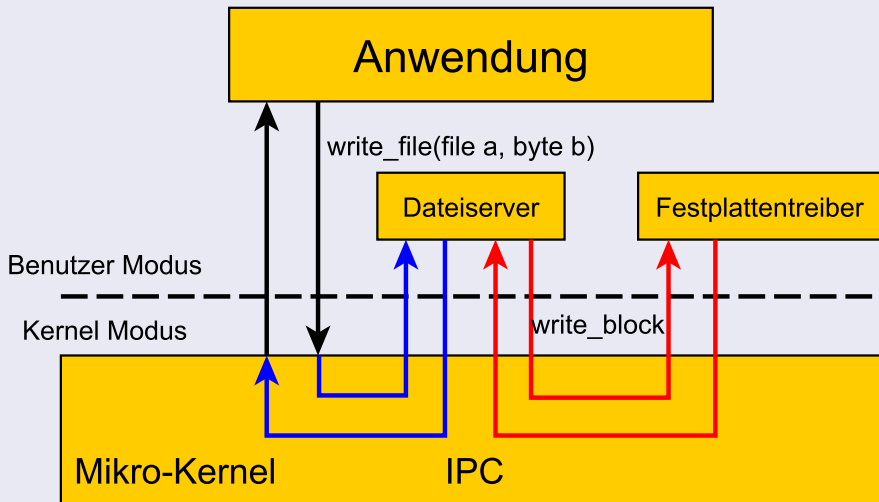 Anwendung
write_file(file a, byte b)
Dateiserver
Festplattentreiber
Benutzer Modus
Kernel Modus
write_block
Mikro-Kernel
IPC